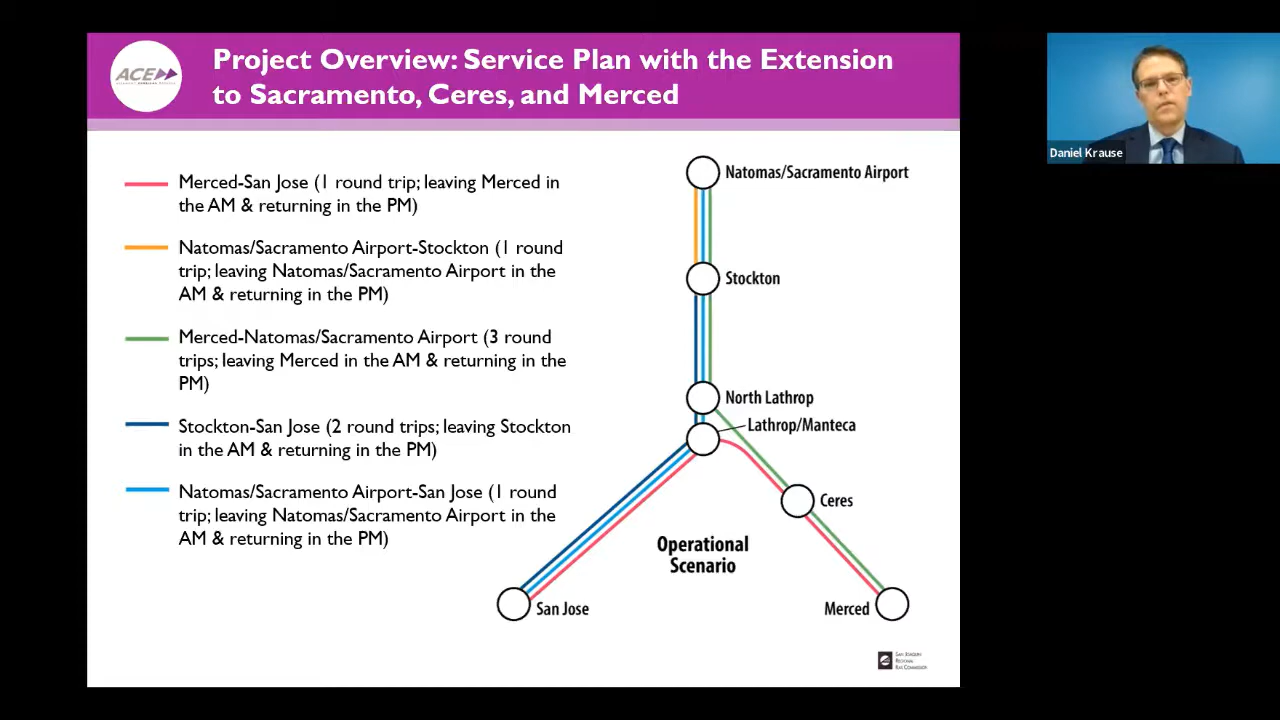 ACE
Project Overview: Service Plan with the Extension
to Sacramento, Ceres, and Merced
Daniel Krause
Merced-San Jose (1 round trip; leaving Merced in
the AM & returning in the PM)
Natomas/Sacramento Airport-Stockton (1 round
trip; leaving Natomas/Sacramento Airport in the
AM & returning in the PM)
Merced-Natomas/Sacramento Airport (3 round
trips; leaving Merced in the AM & returning in the
PM)
Stockton-San Jose (2 round trips; leaving Stockton
in the AM & returning in the PM)
Natomas/Sacramento Airport-San Jose (1 round
trip; leaving Natomas/Sacramento Airport in the
AM & returning in the PM)
Natomas/Sacramento Airport
Stockton
North Lathrop
Lathrop/Manteca
Ceres
Operational
Scenario
San Jose
Merced
San Joaquin
Regional
Rail Commission